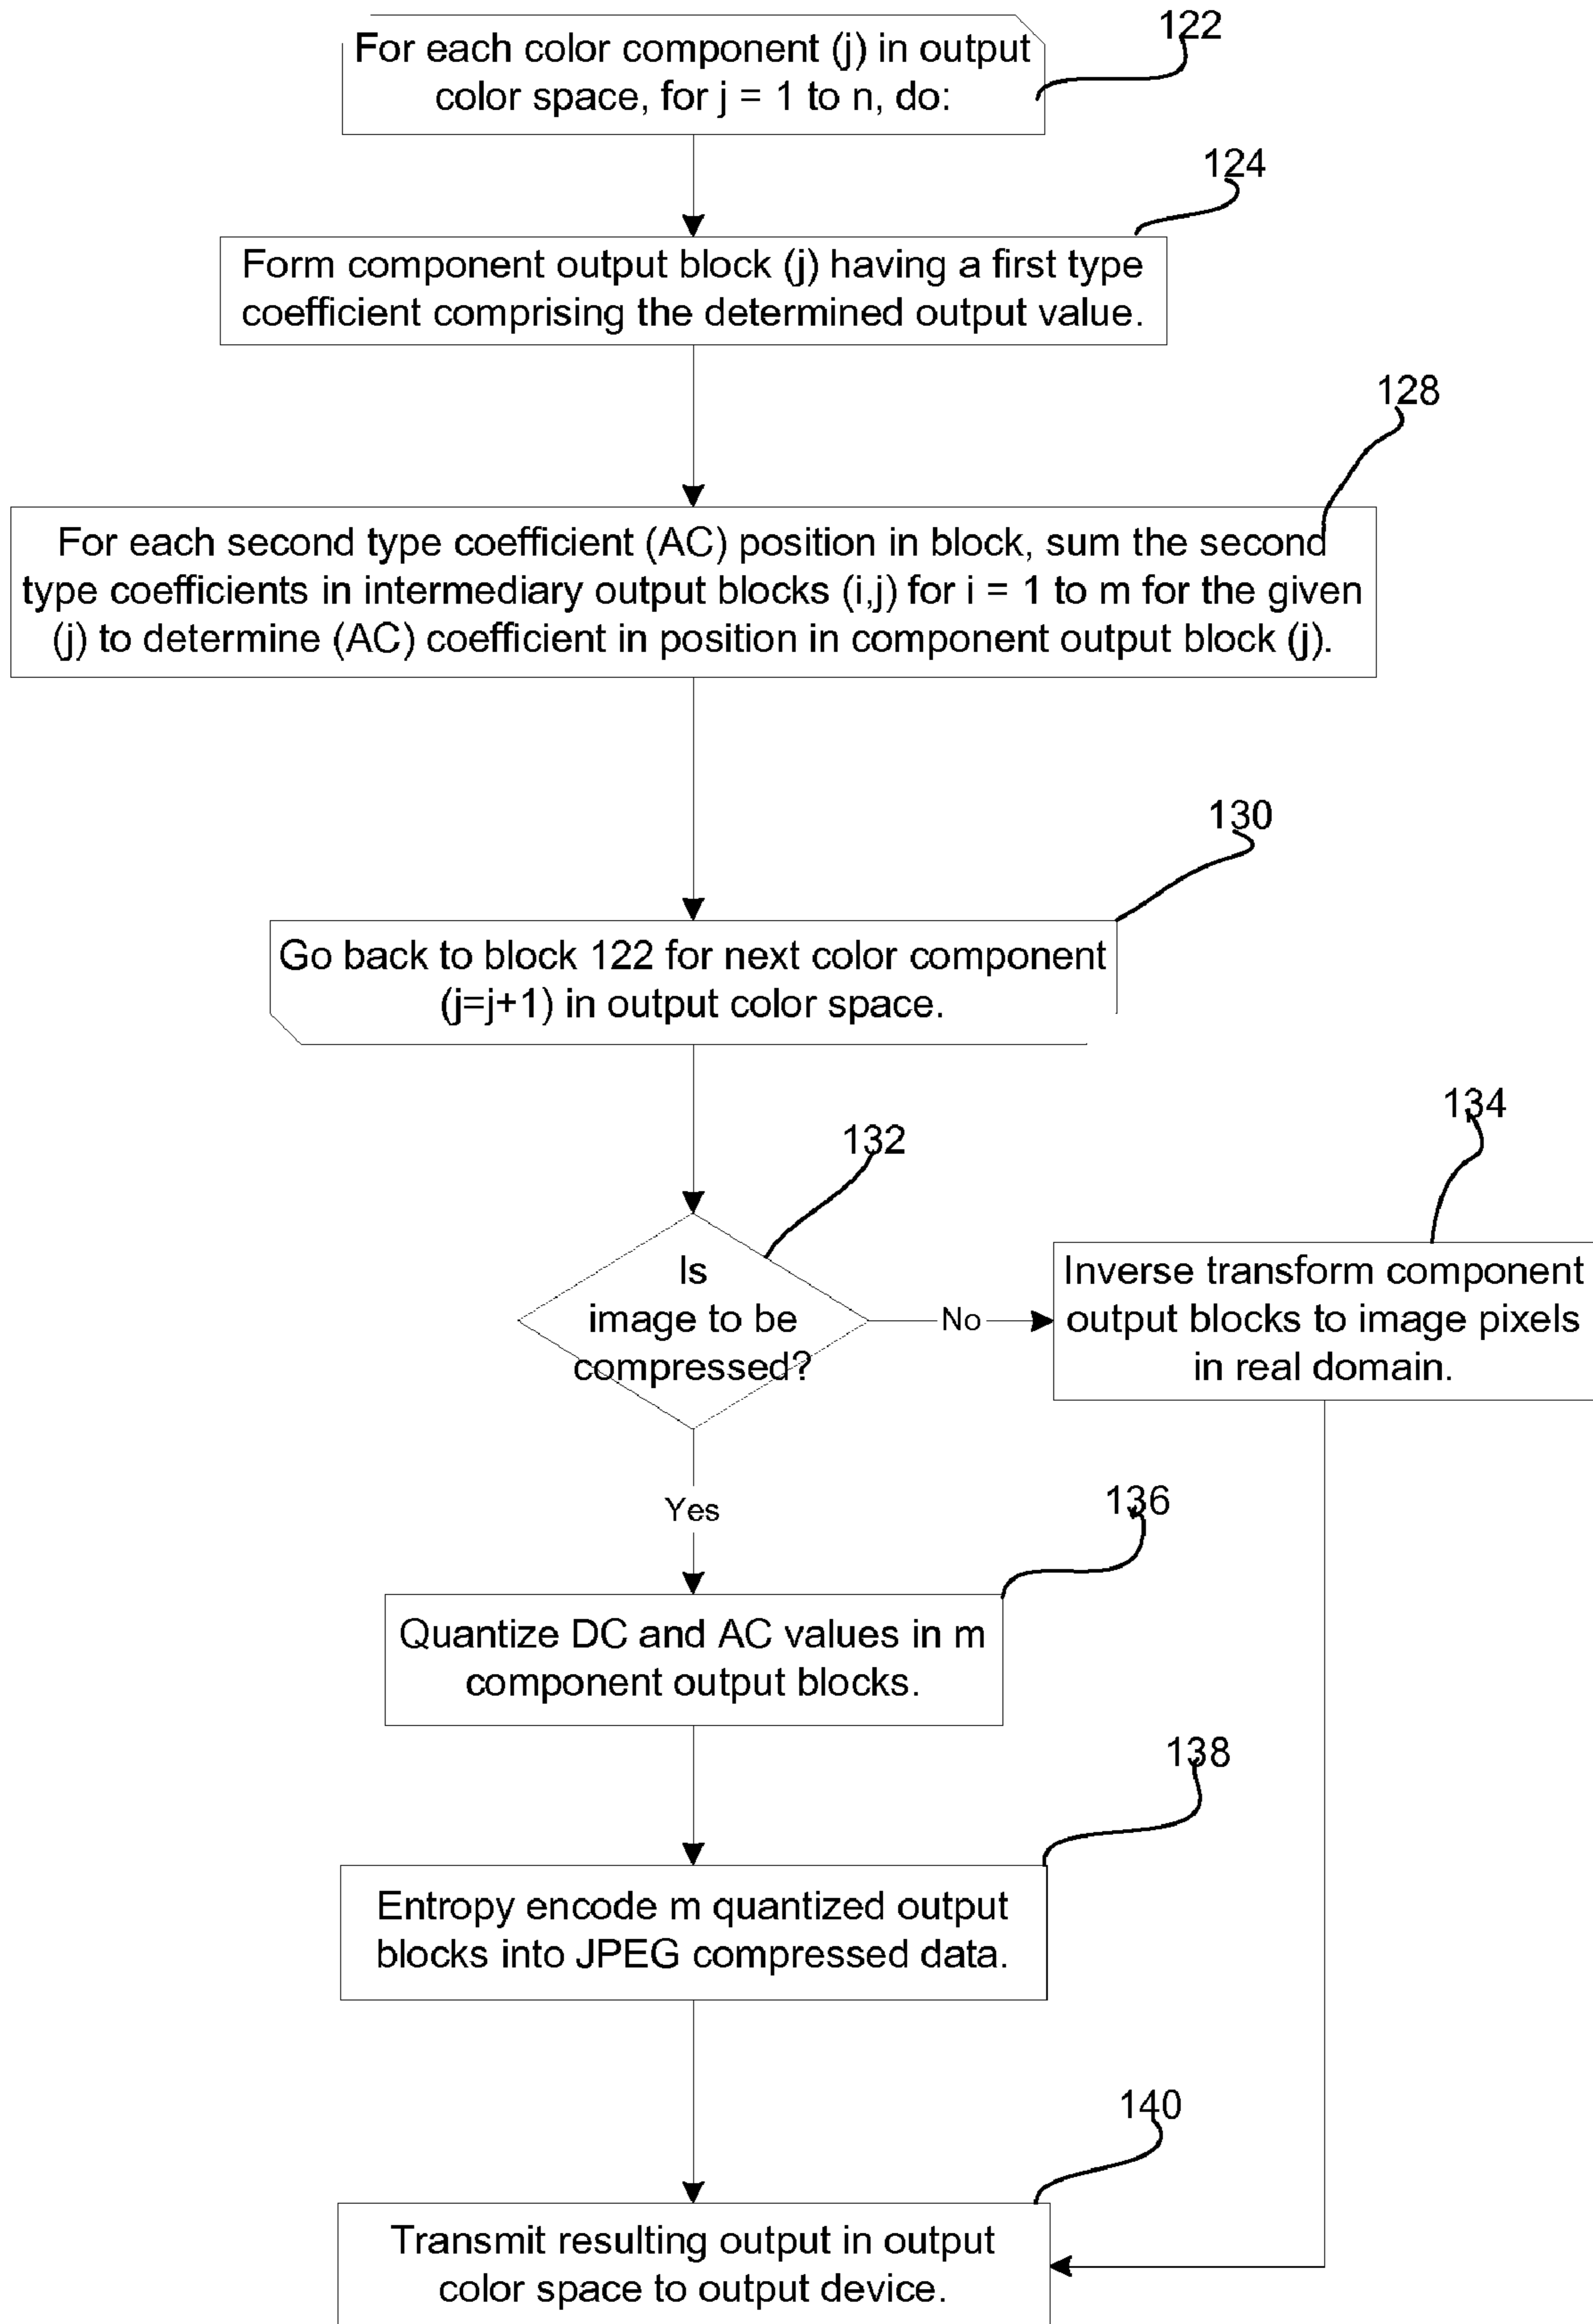 122
For each color component (j) in output
color space, for j = 1 to n, do:
124
Form component output block (j) having a first type
coefficient comprising the determined output value.
128
For each second type coefficient (AC) position in block, sum the second
type coefficients in intermediary output blocks (i,j) for i = 1 to m for the given
(j) to determine (AC) coefficient in position in component output block (j).
130
Go back to block 122 for next color component
(j=j+1) in output color space.
132
Is
image to be
compressed?
No
134
Inverse transform component
output blocks to image pixels
in real domain.
Yes
136
Quantize DC and AC values in m
component output blocks.
138
Entropy encode m quantized output
blocks into JPEG compressed data.
140
Transmit resulting output in output
color space to output device.